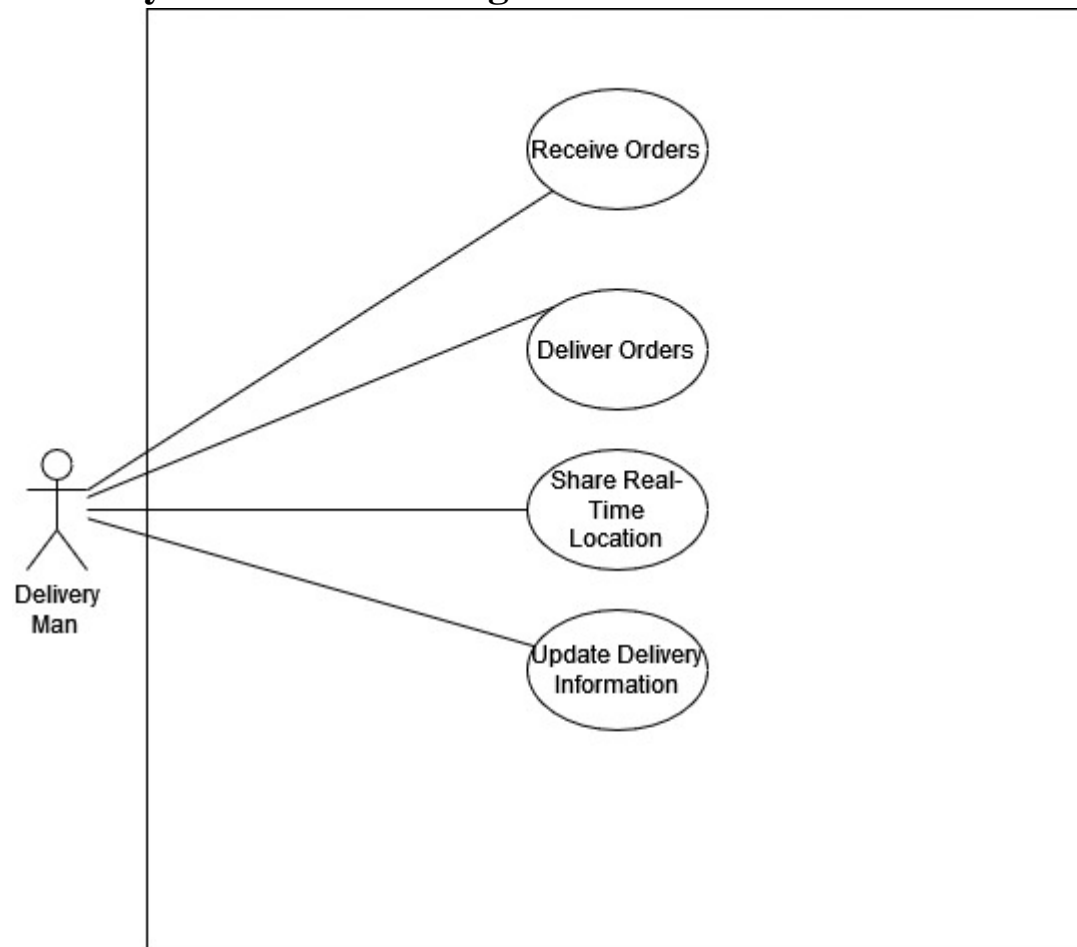 Receive Orders
Deliver Orders
Share Real-
Time
Location
Delivery
Man
Update Delivery
Information